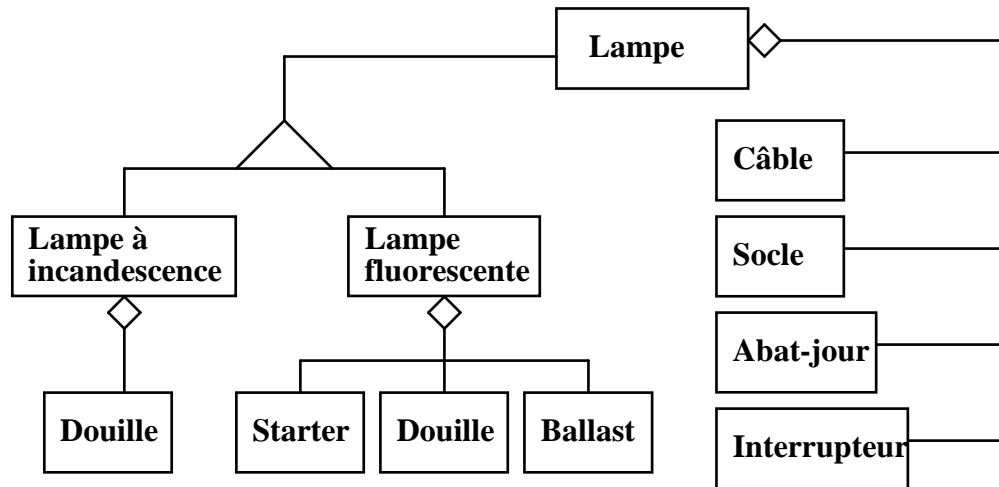 Lampe
Câble
Lampe à
incandescence
Lampe
fluorescente
Socle
Abat-jour
Douille
Starter
Douille
Ballast
Interrupteur